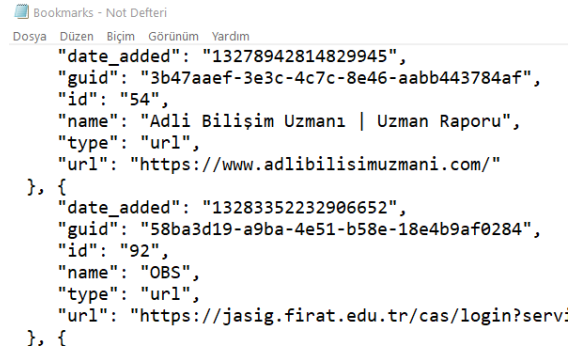 Bookmarks - Not Defteri
Dosya Düzen Biçim Görünüm Yardım
"date_added": "13278942814829945",
"guid": "3b47aaef-3e3c-4c7c-8e46-aabb443784af",
"id": "54",
"name": "Adli Bilişim Uzmanı | Uzman Raporu",
"type": "url",
"url": "https://www.adlibilisimuzmani.com/"
}, {
"date_added": "13283352232906652",
"guid": "58ba3d19-a9ba-4e51-b58e-18e4b9af0284",
"id": "92",
"name": "OBS",
"type": "url",
"url": "https://jasig.firat.edu.tr/cas/login?servi
}, {